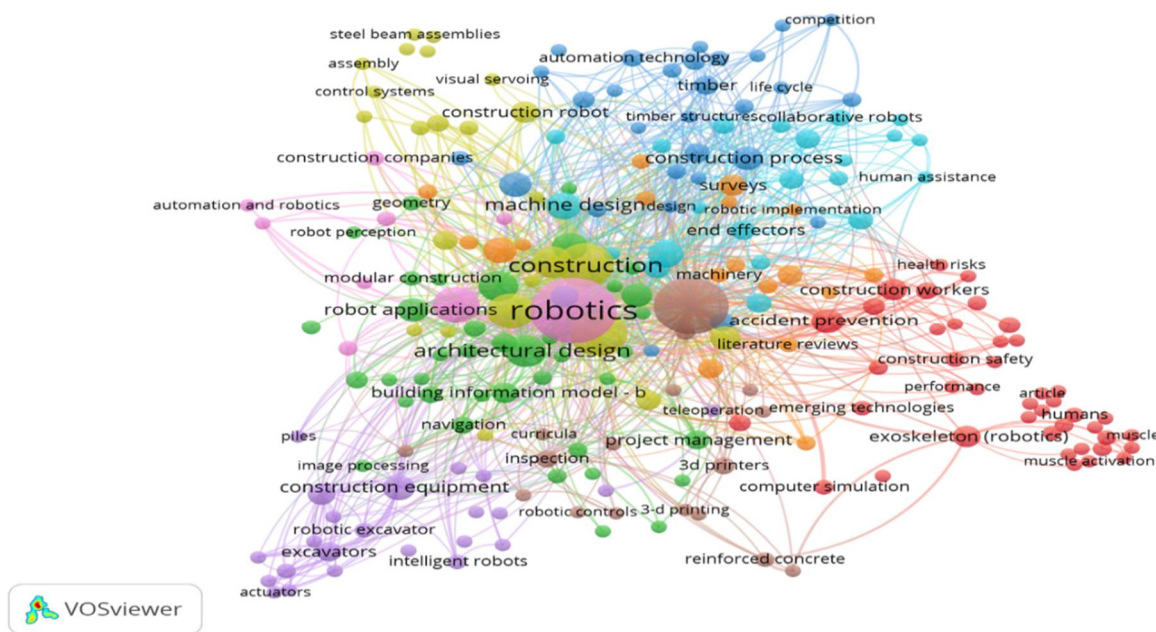 competition
steel beam assemblies
automation technology
assembly
visual servoing
timber
life cycle
control systems
construction robot
timber structures
collaborative robots
construction companies
construction process
human assistance
surveys
automation and robotics
geometry
machine design
design
robotic implementation
robot perception
end effectors
construction
health risks
modular construction
machinery
construction workers
robot applications
robotics
accident prevention
literature reviews
architectural design
construction safety
performance
building information model - b
article
teleoperation
emerging technologies
humans
navigation
curricula
project management
exoskeleton (robotics)
muscle
piles
image processing
inspection
3d printers
muscle activation
construction equipment
computer simulation
robotic controls
3-d printing
robotic excavator
excavators
intelligent robots
reinforced concrete
actuators
VOSviewer